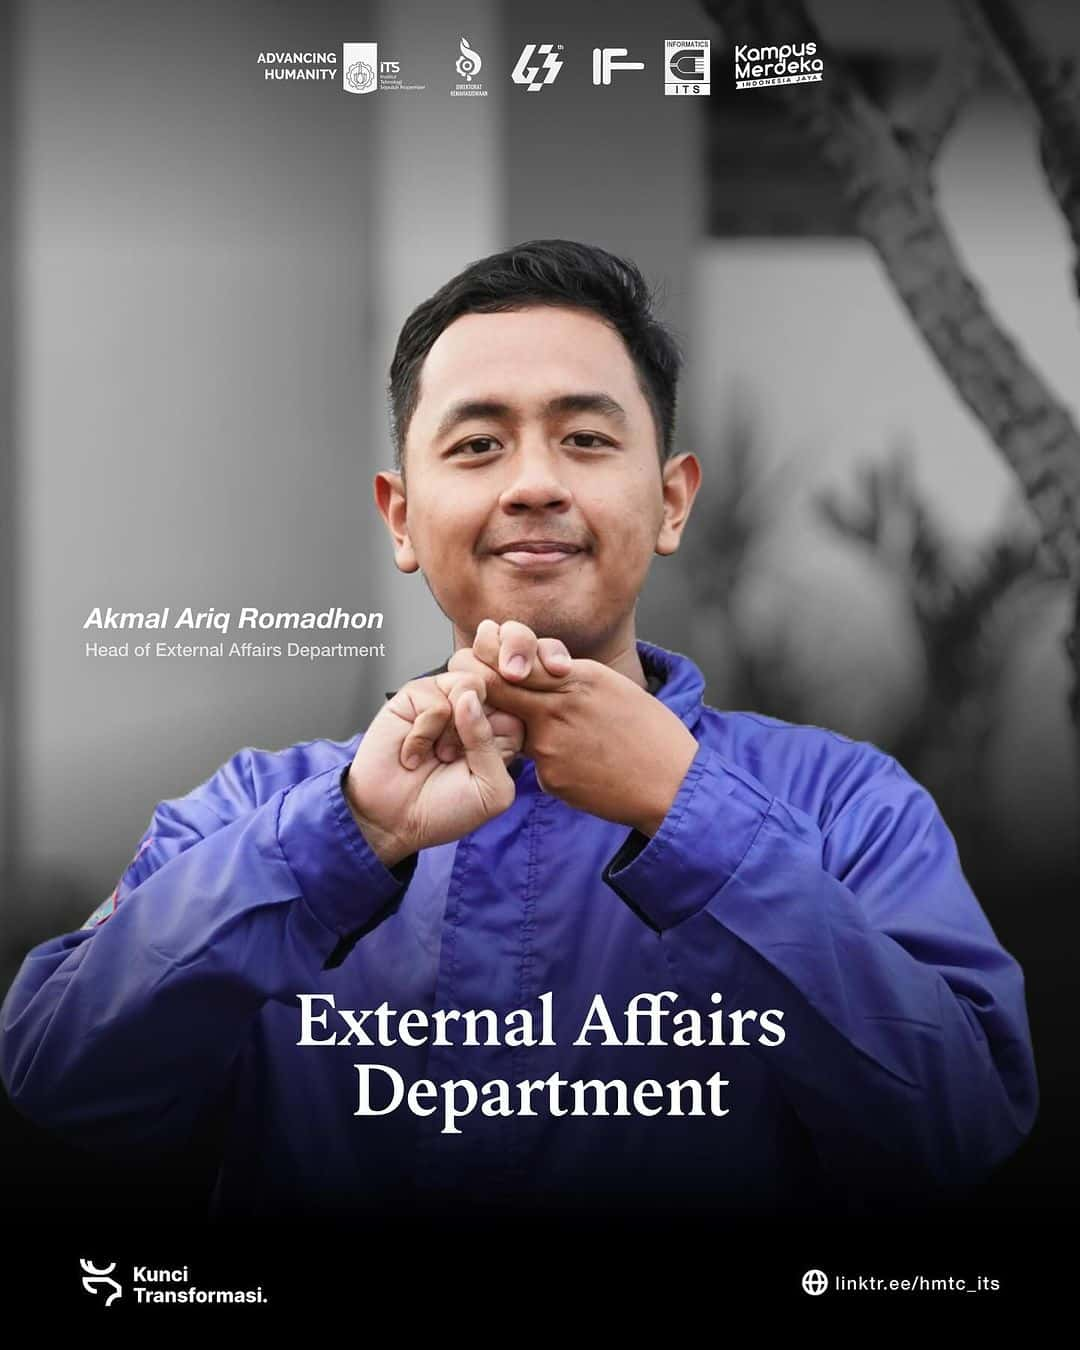 ADVANCING
HUMANITY
ITS
Institut
Teknologi
Sepuluh Nopember
DIREKTORAT
KEMAHASISWAAN
63th
IF
INFORMATICS
ITS
Kampus
Merdeka
INDONESIA JAYA
Akmal Ariq Romadhon
Head of External Affairs Department
External Affairs
Department
Kunci
Transformasi.
linktr.ee/hmtc_its